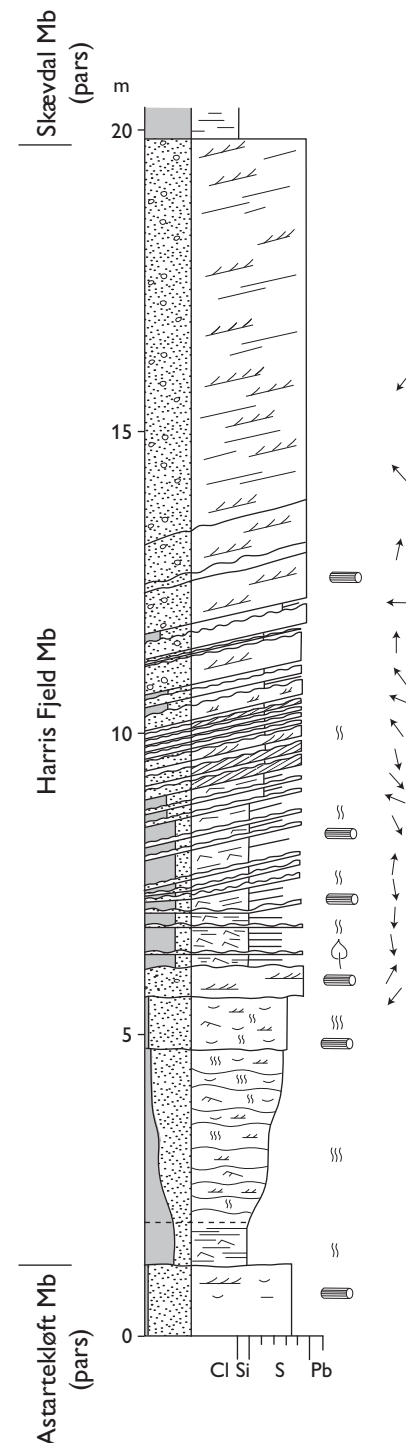 Skævdal Mb
(pars)
m
20
15
Harris Fjeld Mb
10
5
Astartekløft Mb
(pars)
0
Cl Si S Pb